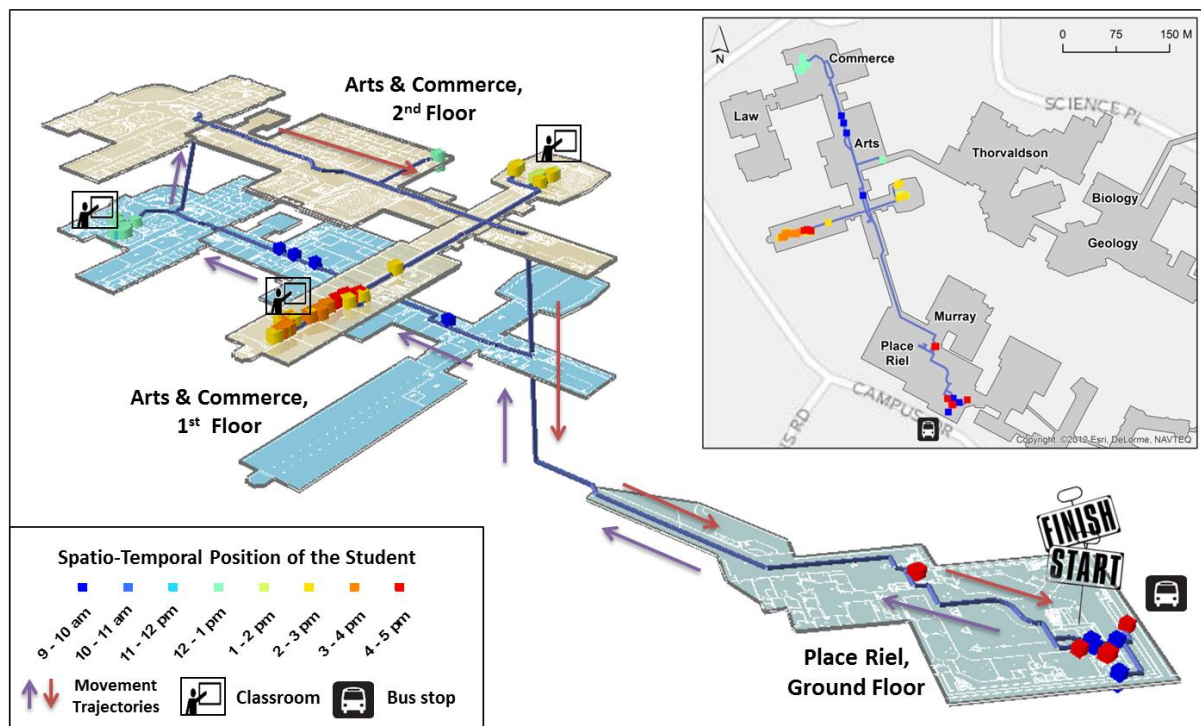 Arts & Commerce,
2nd Floor
Arts & Commerce,
1st Floor
Place Riel,
Ground Floor
FINISH
START
N
0 75 150 M
Commerce
Law
Arts
Thorvaldson
SCIENCE PL
Biology
Geology
Murray
Place
Riel
CAMPUS DR
US RD
Copyright: ©2012 Esri, DeLorme, NAVTEQ
Spatio-Temporal Position of the Student
9 - 10 am
10 - 11 am
11 - 12 pm
12 - 1 pm
1 - 2 pm
2 - 3 pm
3 - 4 pm
4 - 5 pm
Movement
Trajectories
Classroom
Bus stop